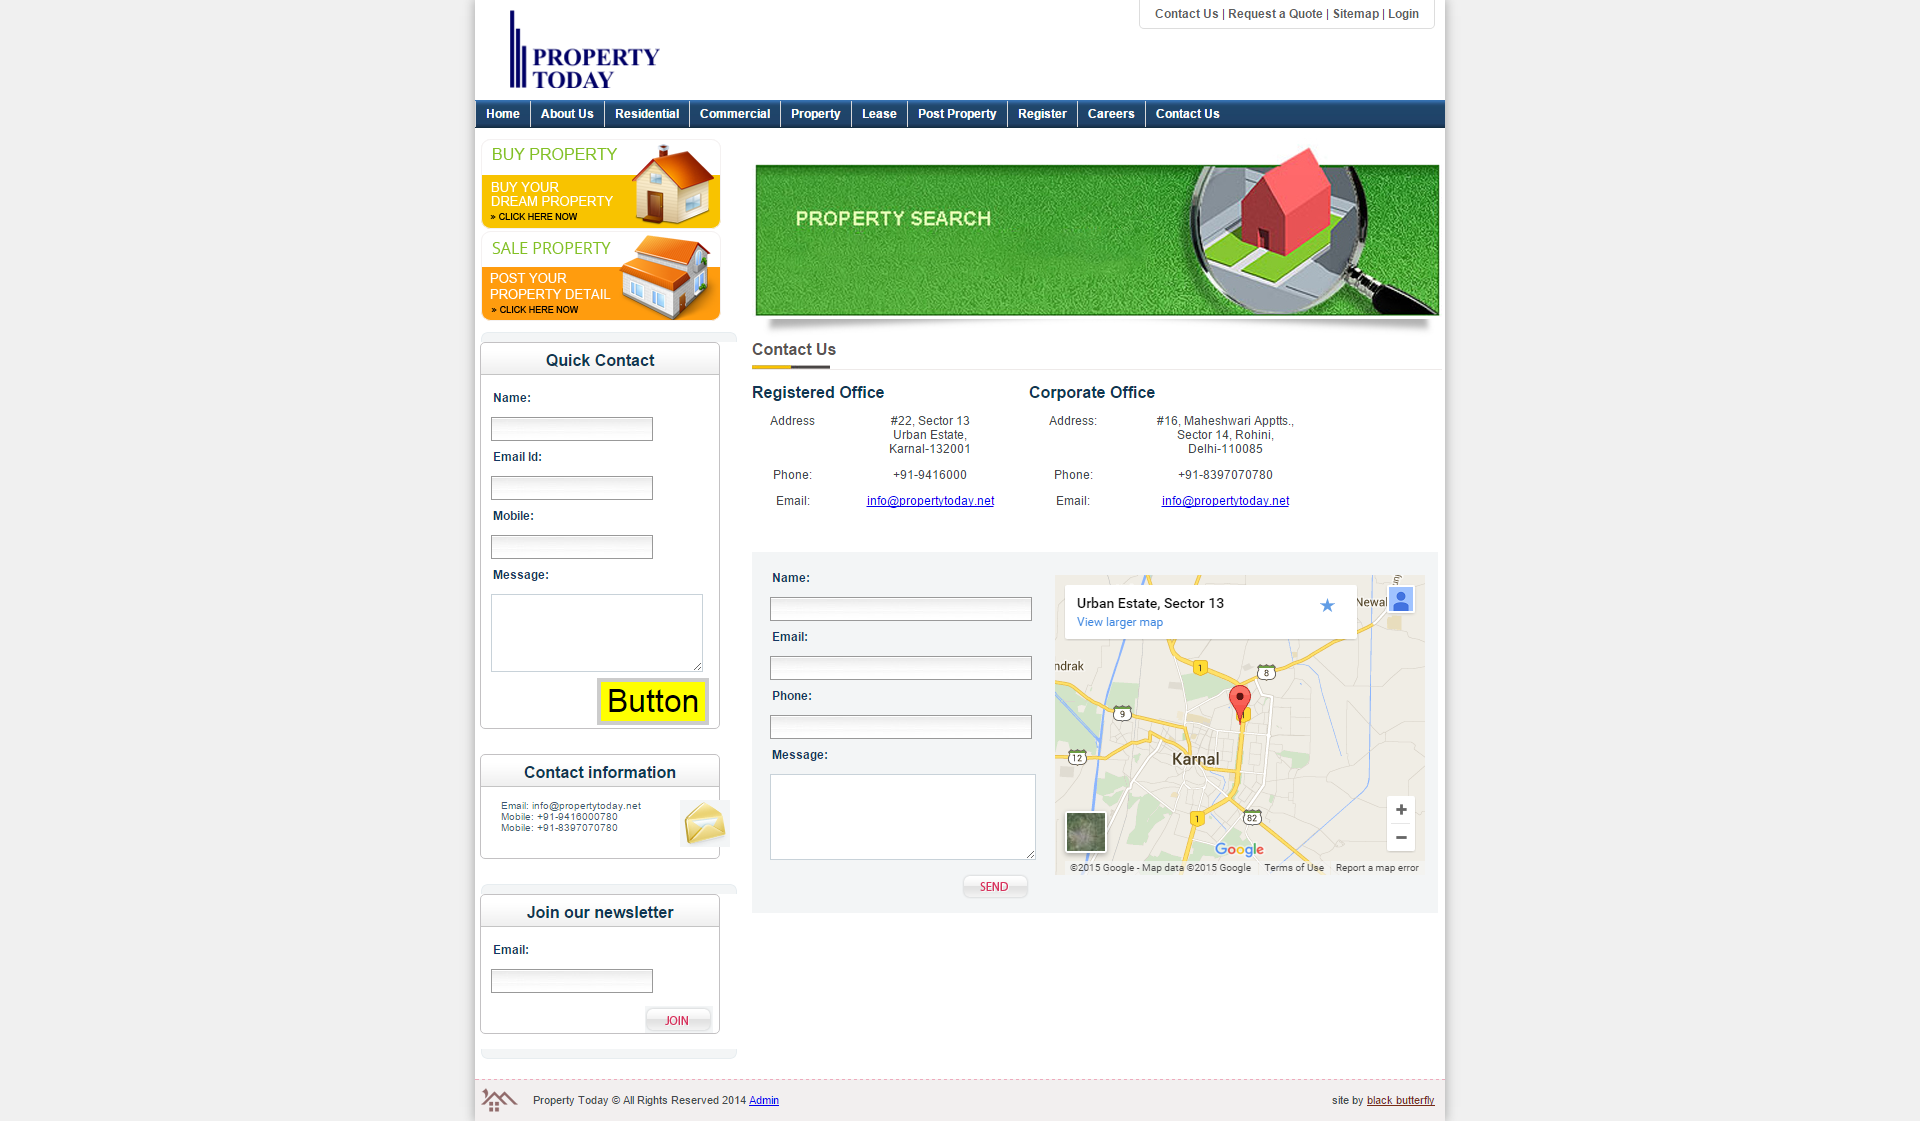 Contact Us | Request a Quote | Sitemap | Login
PROPERTY
TODAY
Home About Us Residential Commercial Property Lease Post Property Register Careers Contact Us
BUY PROPERTY
BUY YOUR
DREAM PROPERTY
» CLICK HERE NOW
SALE PROPERTY
POST YOUR
PROPERTY DETAIL
» CLICK HERE NOW
Quick Contact
Name:
Email Id:
Mobile:
Message:
Button
Contact information
Email: info@propertytoday.net
Mobile: +91-9416000780
Mobile: +91-8397070780
Join our newsletter
Email:
JOIN
PROPERTY SEARCH
Contact Us
Registered Office
Address
#22, Sector 13
Urban Estate,
Karnal-132001
Phone: +91-9416000
Email: info@propertytoday.net
Corporate Office
Address:
#16, Maheshwari Apptts.,
Sector 14, Rohini,
Delhi-110085
Phone: +91-8397070780
Email: info@propertytoday.net
Name:
Email:
Phone:
Message:
SEND
Urban Estate, Sector 13
View larger map
Newal
ndrak
1
8
9
1
12
Karnal
1
82
+
−
Google
©2015 Google - Map data ©2015 Google Terms of Use Report a map error
Property Today © All Rights Reserved 2014 Admin
site by black butterfly